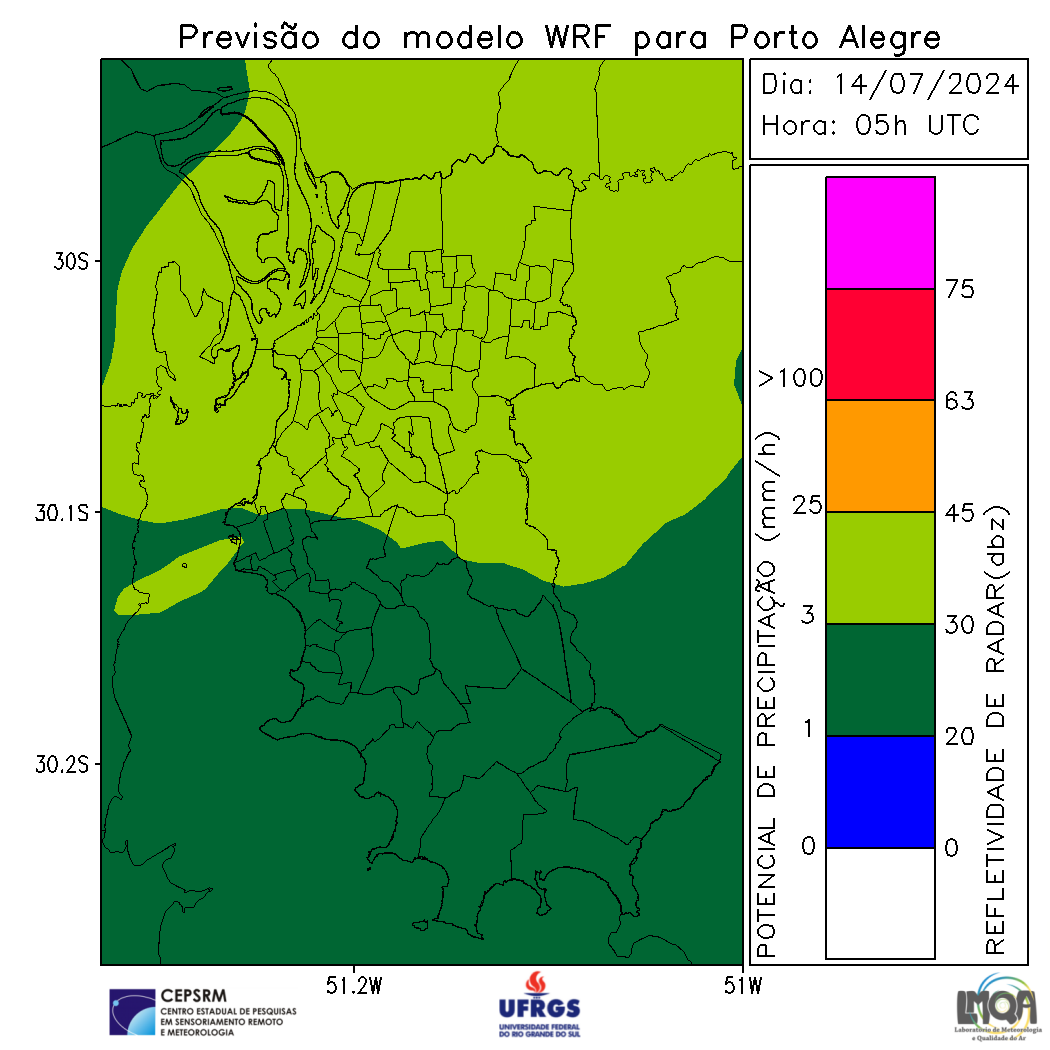 Previsão do modelo WRF para Porto Alegre
Dia: 14/07/2024
Hora: 05h UTC
30S
30.1S
30.2S
51.2W
51W
POTENCIAL DE PRECIPITAÇÃO (mm/h)
>100
25
3
1
0
75
63
45
30
20
0
REFLETIVIDADE DE RADAR(dbz)
CEPSRM
CENTRO ESTADUAL DE PESQUISAS
EM SENSORIAMENTO REMOTO
E METEOROLOGIA
UFRGS
UNIVERSIDADE FEDERAL
DO RIO GRANDE DO SUL
LMQA
Laboratório de Meteorologia
e Qualidade do Ar